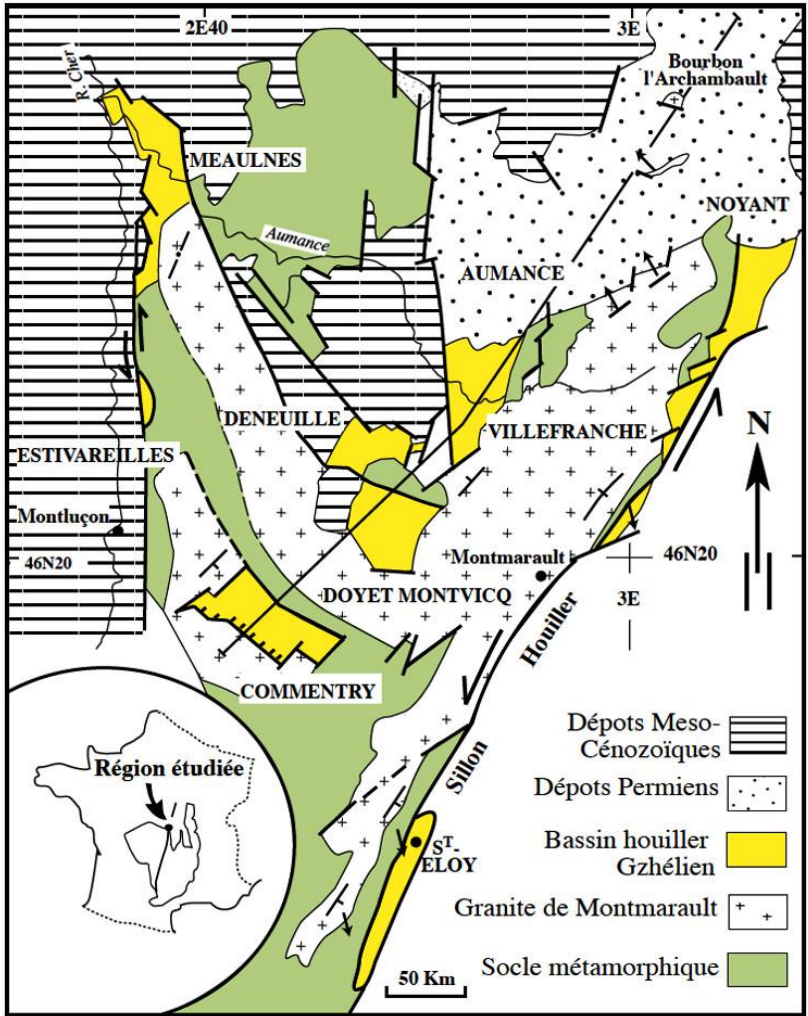 2E40
3E
Bourbon
l'Archambault
R. Cher
MEAULNES
NOYANT
Aumance
AUMANCE
DENEUILLE
VILLEFRANCHE
ESTIVAREILLES
N
Montluçon
46N20
Montmarault
46N20
DOYET MONTVICQ
3E
Houiller
COMMENTRY
Sillon
Dépots Meso-
Cénozoïques
Région étudiée
Dépots Permiens
Bassin houiller
Gzhélien
ST-
ELOY
Granite de Montmarault
50 Km
Socle métamorphique